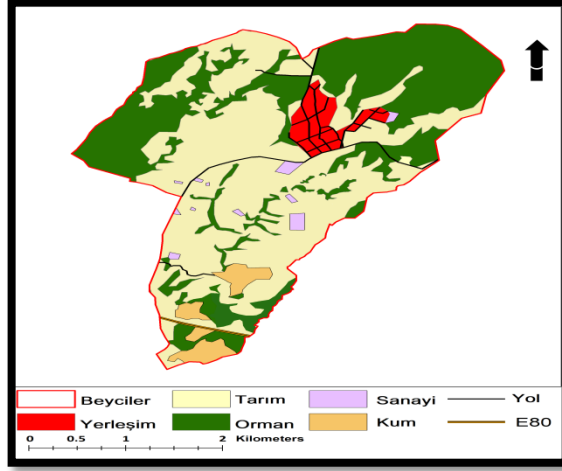 Beyciler Tarım Sanayi Yol
Yerleşim Orman Kum E80
0 0.5 1 2 Kilometers